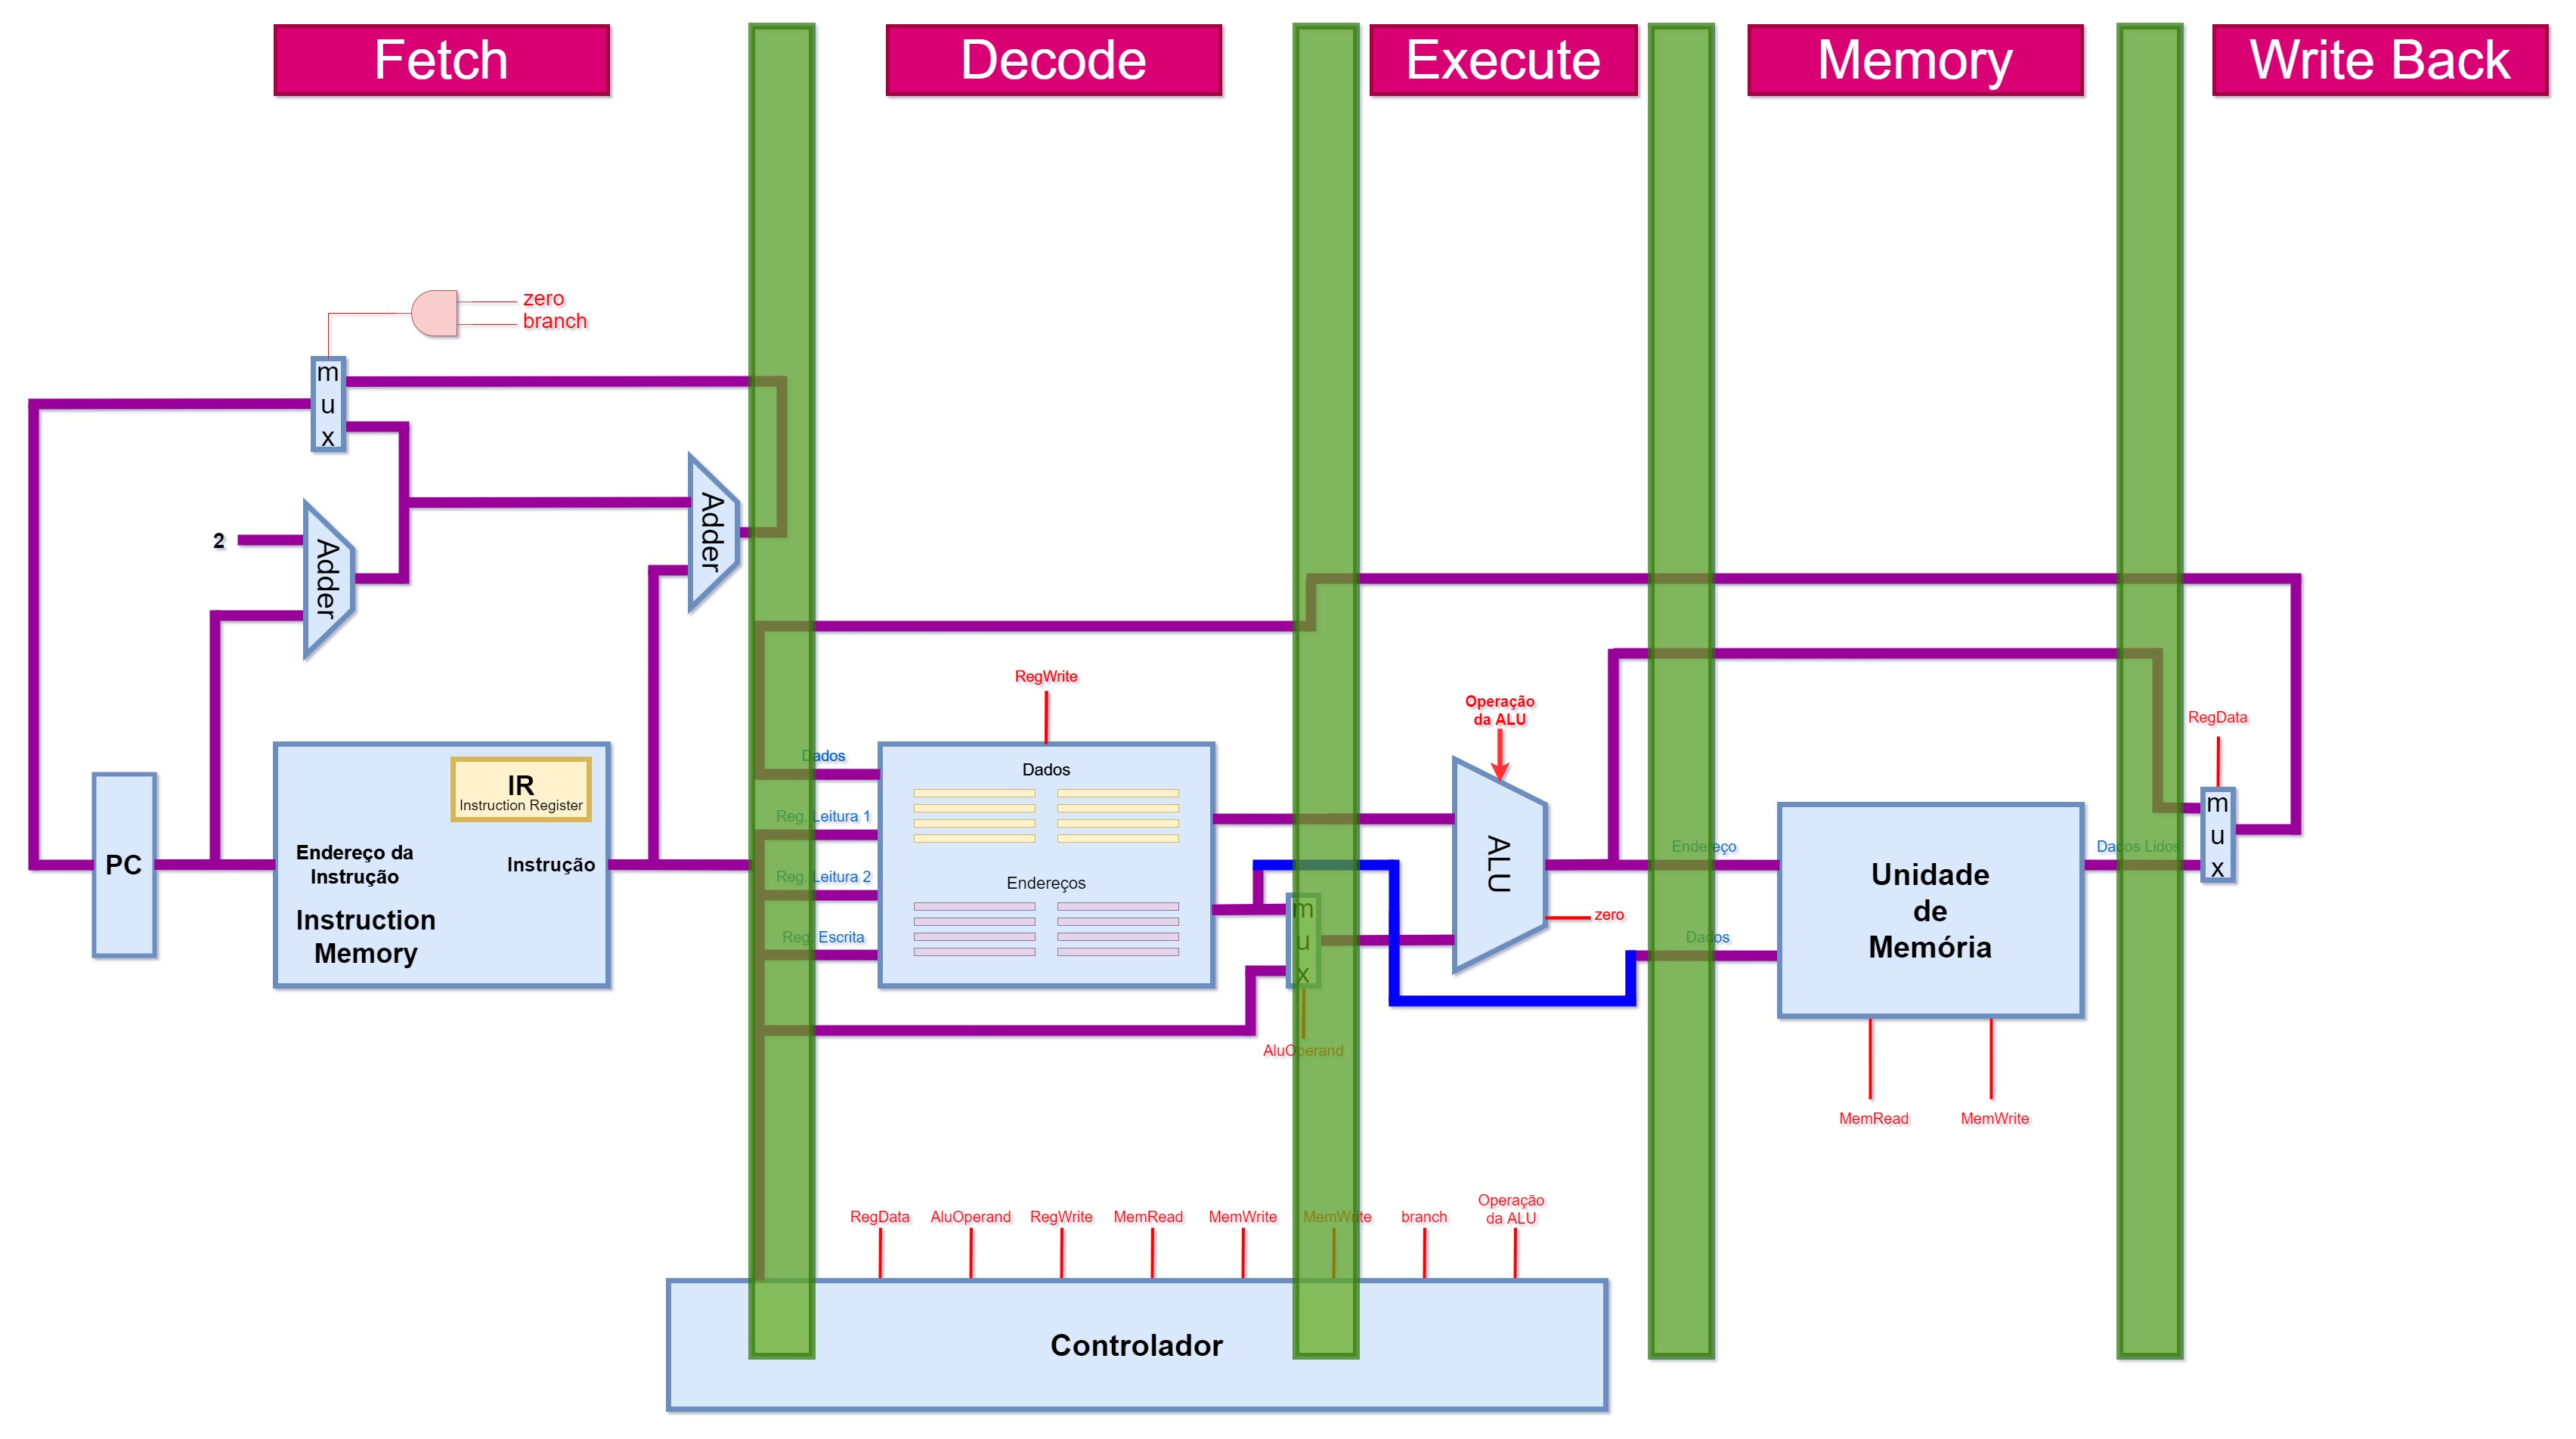 Fetch
Decode
Execute
Memory
Write Back
zero
branch
m
u
x
Adder
2
Adder
RegWrite
Operação
da ALU
RegData
Dados
Dados
IR
Instruction Register
m
u
x
Reg. Leitura 1
ALU
Endereço
Dados Lidos
PC
Endereço da
Instrução
Instrução
Instruction
Memory
Reg. Leitura 2
Endereços
Unidade
de
Memória
m
u
x
zero
Reg. Escrita
Dados
AluOperand
MemRead
MemWrite
RegData
AluOperand
RegWrite
MemRead
MemWrite
MemWrite
branch
Operação
da ALU
Controlador